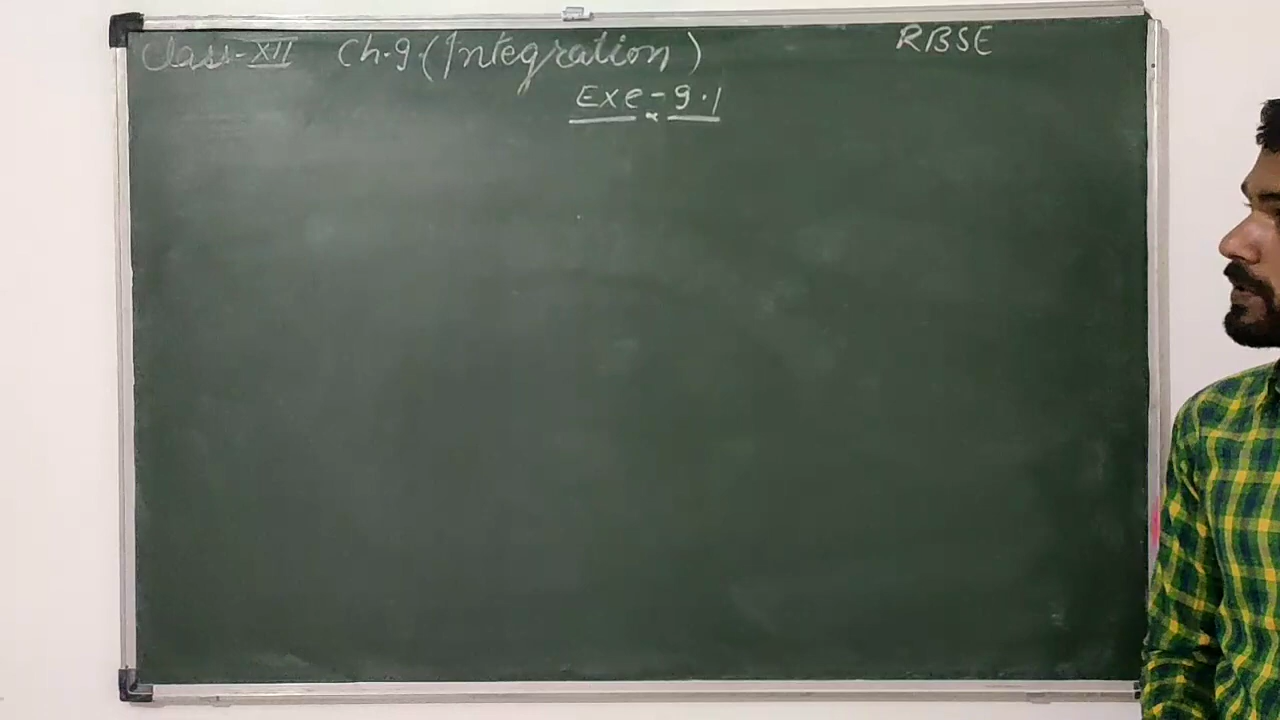 Class-XII Ch.9 (Integration) RBSE
Exe-9.1